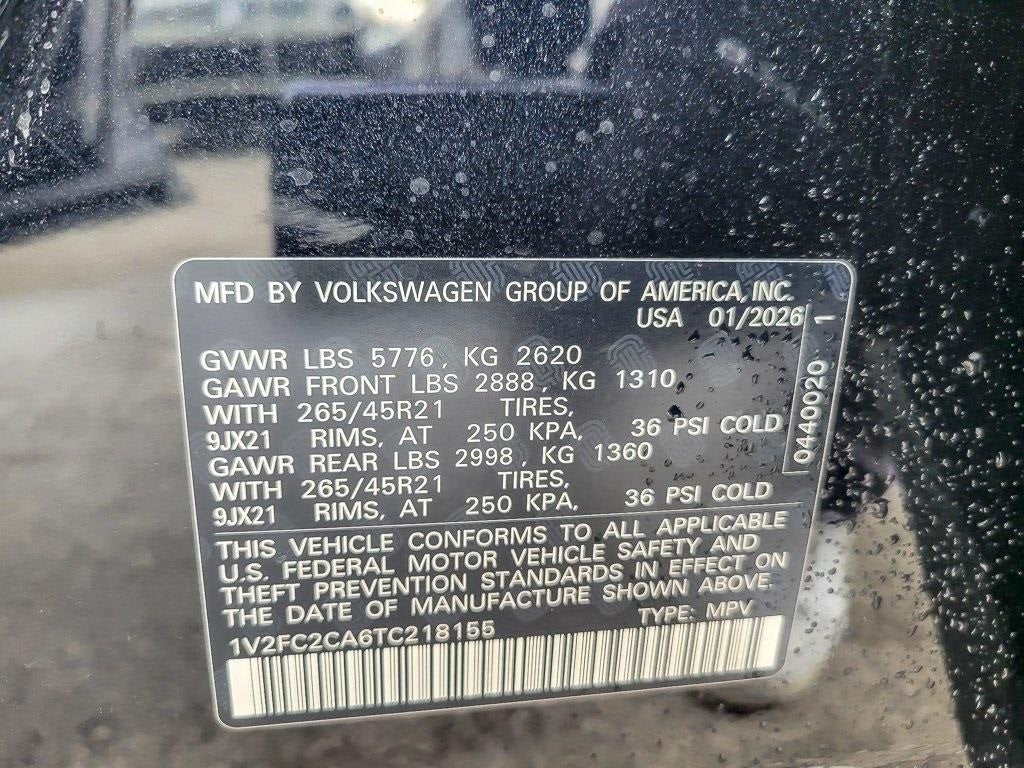 MFD BY VOLKSWAGEN GROUP OF AMERICA, INC.
USA 01/2026
GVWR LBS 5776, KG 2620
GAWR FRONT LBS 2888, KG 1310
WITH 265/45R21 TIRES,
9JX21 RIMS, AT 250 KPA, 36 PSI COLD
GAWR REAR LBS 2998, KG 1360
WITH 265/45R21 TIRES,
9JX21 RIMS, AT 250 KPA, 36 PSI COLD
0440020 1
THIS VEHICLE CONFORMS TO ALL APPLICABLE
U.S. FEDERAL MOTOR VEHICLE SAFETY AND
THEFT PREVENTION STANDARDS IN EFFECT ON
THE DATE OF MANUFACTURE SHOWN ABOVE.
1V2FC2CA6TC218155 TYPE: MPV